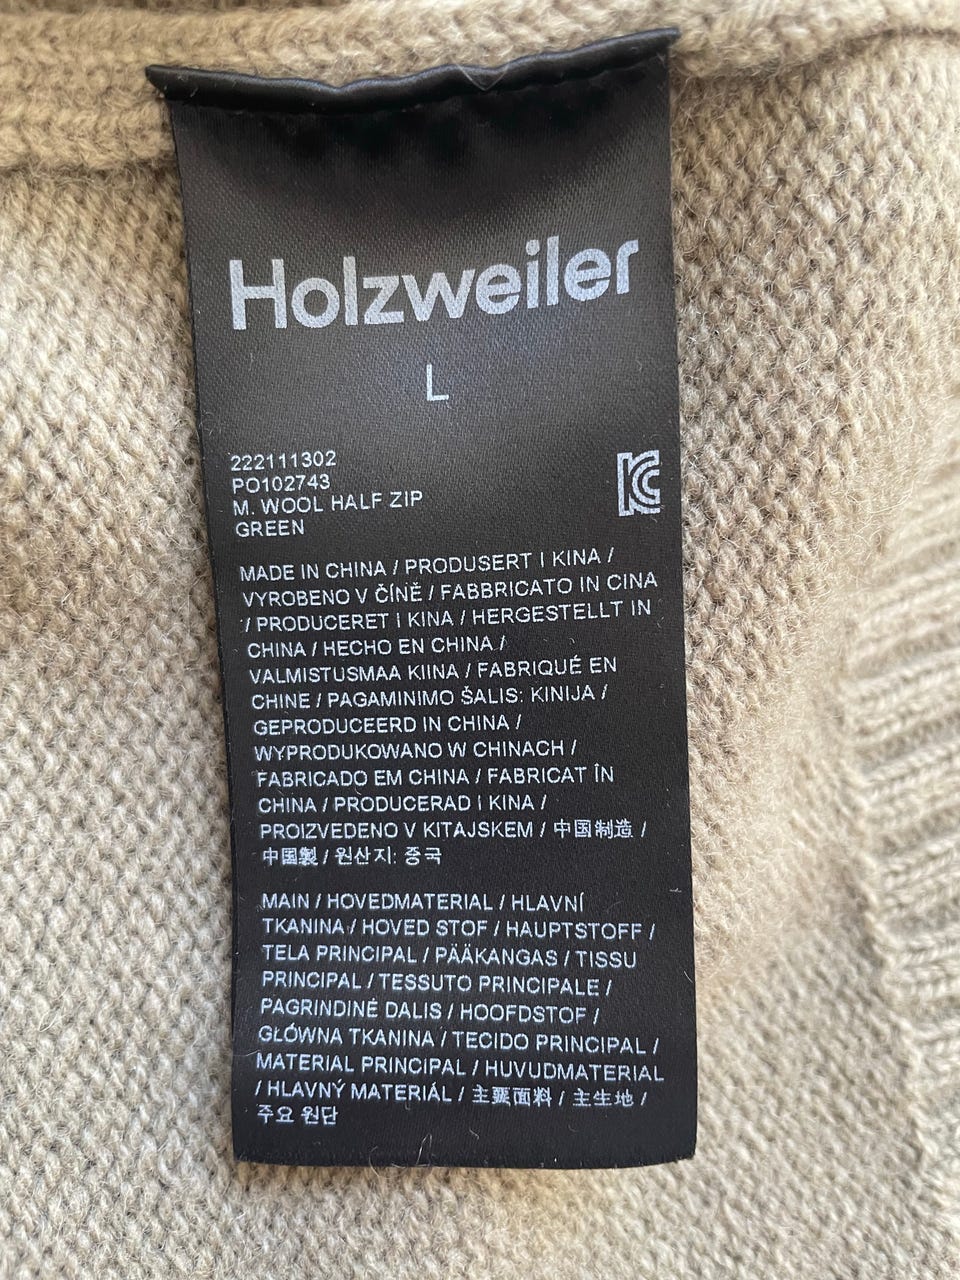 Holzweiler
L
222111302
PO102743
M. WOOL HALF ZIP
GREEN
MADE IN CHINA / PRODUSERT I KINA /
VYROBENO V ČÍNĚ / FABBRICATO IN CINA
/ PRODUCERET I KINA / HERGESTELLT IN
CHINA / HECHO EN CHINA /
VALMISTUSMAA KIINA / FABRIQUÉ EN
CHINE / PAGAMINIMO ŠALIS: KINIJA /
GEPRODUCEERD IN CHINA /
WYPRODUKOWANO W CHINACH /
FABRICADO EM CHINA / FABRICAT ÎN
CHINA / PRODUCERAD I KINA /
PROIZVEDENO V KITAJSKEM / 中国制造 /
中国製 / 원산지: 중국
MAIN / HOVEDMATERIAL / HLAVNÍ
TKANINA / HOVED STOF / HAUPTSTOFF /
TELA PRINCIPAL / PÄÄKANGAS / TISSU
PRINCIPAL / TESSUTO PRINCIPALE /
PAGRINDINĖ DALIS / HOOFDSTOF /
GŁÓWNA TKANINA / TECIDO PRINCIPAL /
MATERIAL PRINCIPAL / HUVUDMATERIAL
/ HLAVNÝ MATERIÁL / 主要面料 / 主生地 /
주요 원단